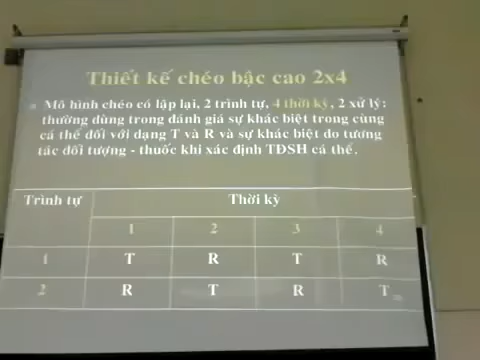 Thiết kế chéo bậc cao 2x4
Mô hình chéo có lặp lại, 2 trình tự, 4 thời kỳ, 2 xử lý:
thường dùng trong đánh giá sự khác biệt trong cùng
cá thể đối với dạng T và R và sự khác biệt do tương
tác đối tượng - thuốc khi xác định TĐSH cá thể.
Trình tự Thời kỳ
1 2 3 4
1 T R T R
2 R T R T